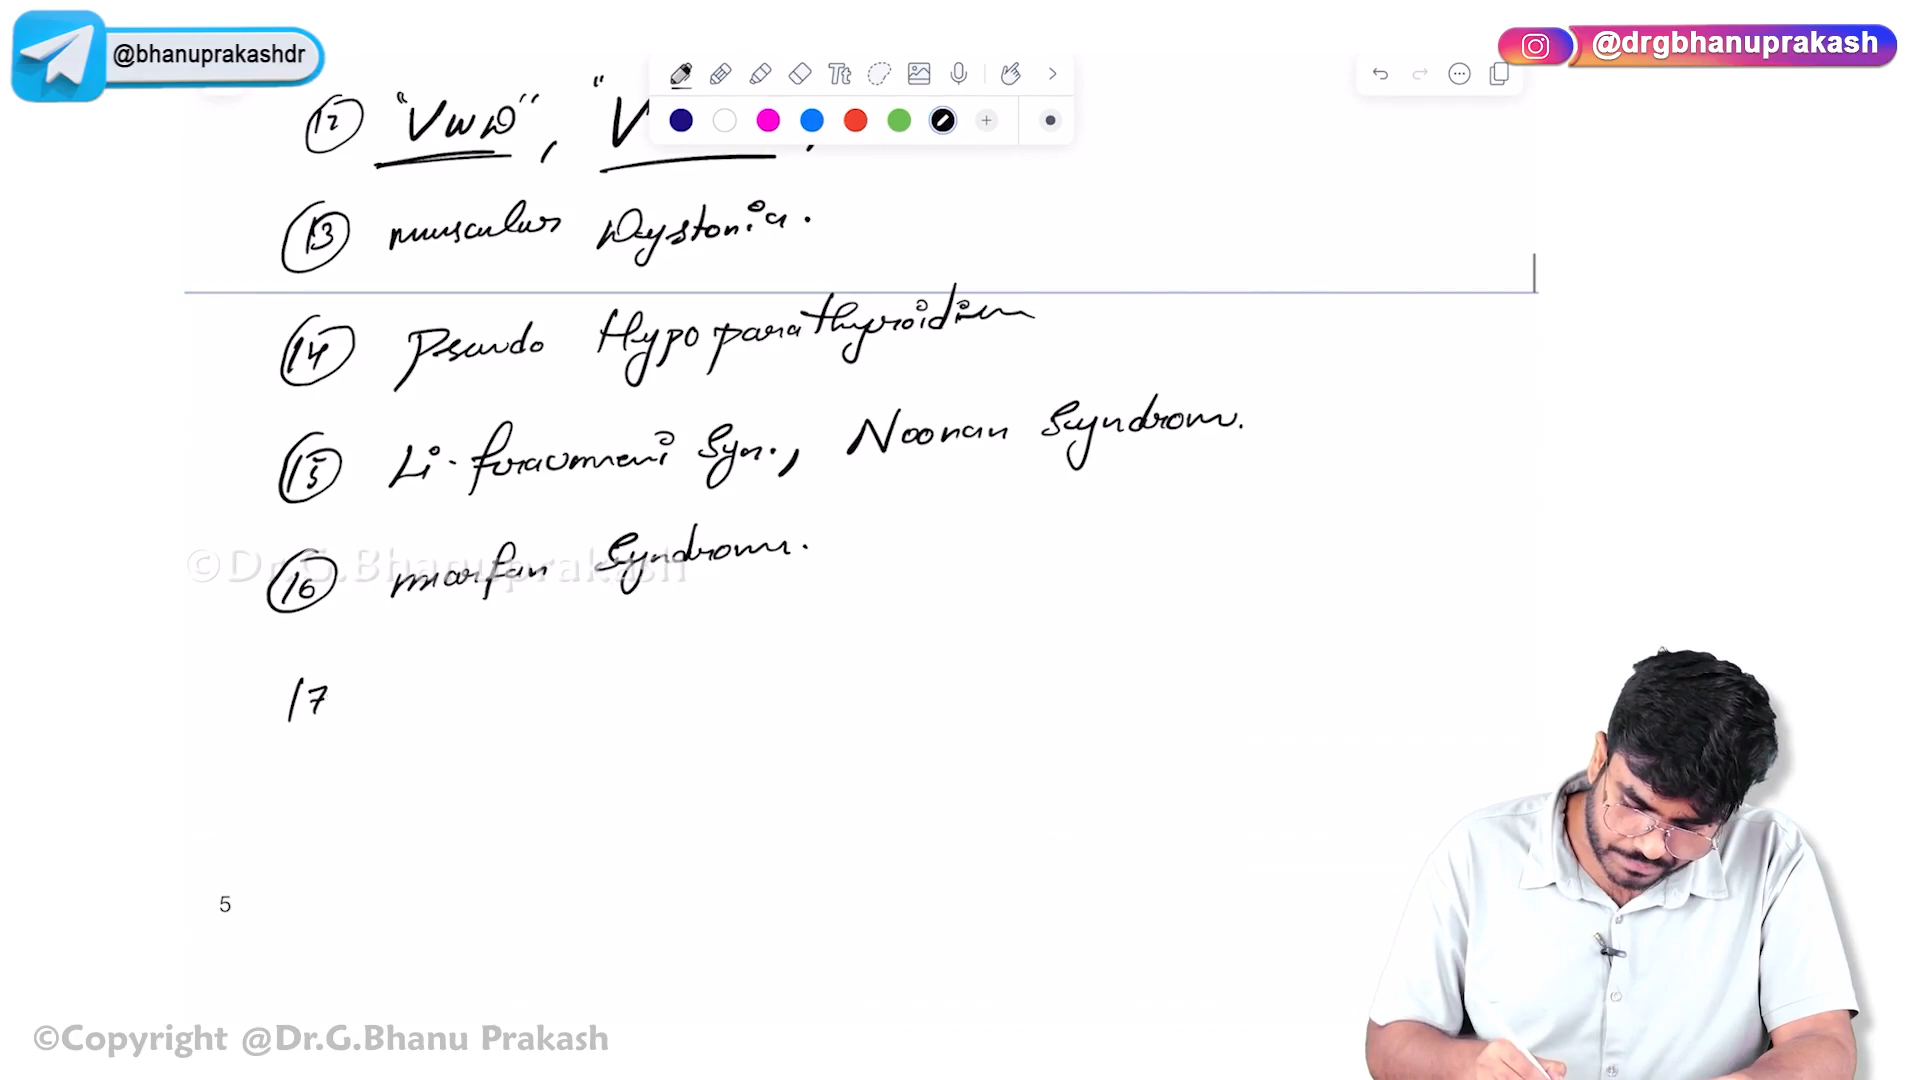 @bhanuprakashdr
@drgbhanuprakash
Tt
12 "VWD", "V
13 muscular Dystonia.
14 Pseudo Hypoparathyroidism
15 Li-fraumeni Syn., Noonan Syndrome.
16 marfan Syndrome.
©Dr.G.Bhanuprakash
17
5
©Copyright @Dr.G.Bhanu Prakash